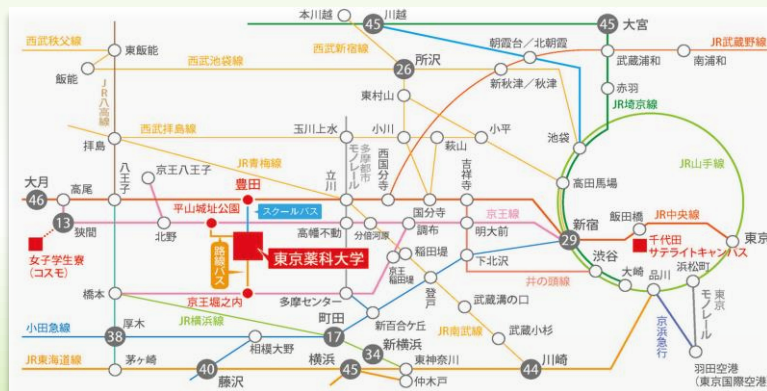 本川越
45
川越
45
大宮
西武秩父線
東飯能
西武新宿線
所沢
26
朝霞台／北朝霞
武蔵浦和
JR武蔵野線
南浦和
飯能
西武池袋線
新秋津／秋津
東村山
赤羽
JR八高線
JR埼京線
拝島
西武拝島線
玉川上水
小川
萩山
小平
池袋
JR青梅線
多摩都市
モノレール
西国分寺
吉祥寺
高田馬場
JR山手線
大月
46
高尾
八王子
京王八王子
豊田
立川
国分寺
飯田橋
JR中央線
13
狭間
平山城址公園
スクールバス
北野
高幡不動
分倍河原
調布
京王線
明大前
新宿
29
千代田
サテライトキャンパス
東京
女子学生寮
（コスモ）
路線バス
東京薬科大学
京王
稲田堤
稲田堤
下北沢
井の頭線
渋谷
大崎
品川
浜松町
橋本
京王堀之内
多摩センター
登戸
武蔵溝の口
東京
モノレール
小田急線
厚木
38
JR横浜線
町田
17
新百合ケ丘
JR南武線
武蔵小杉
京浜急行
相模大野
新横浜
34
JR東海道線
茅ヶ崎
40
藤沢
横浜
45
東神奈川
仲木戸
44
川崎
羽田空港
（東京国際空港）